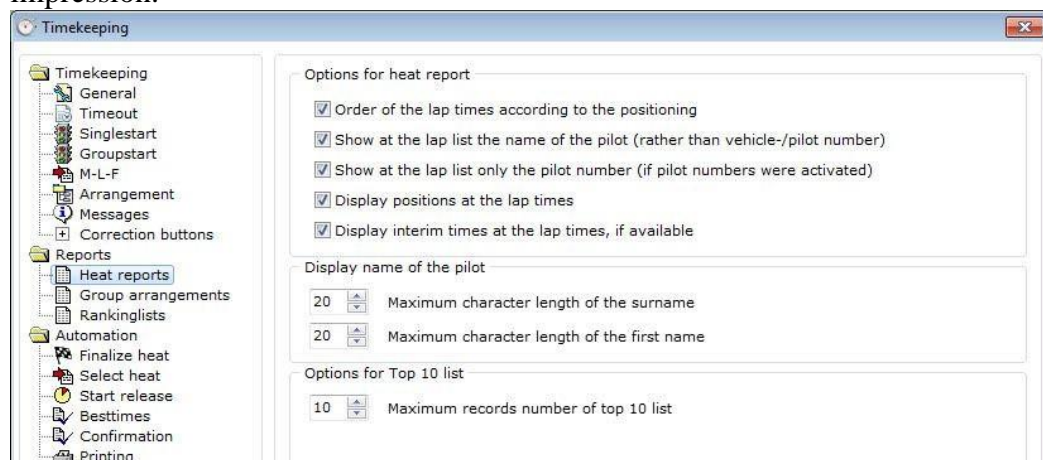 impression.
Timekeeping
Timekeeping
General
Timeout
Singlestart
Groupstart
M-L-F
Arrangement
Messages
Correction buttons
Reports
Heat reports
Group arrangements
Rankinglists
Automation
Finalize heat
Select heat
Start release
Besttimes
Confirmation
Printing
Options for heat report
Order of the lap times according to the positioning
Show at the lap list the name of the pilot (rather than vehicle-/pilot number)
Show at the lap list only the pilot number (if pilot numbers were activated)
Display positions at the lap times
Display interim times at the lap times, if available
Display name of the pilot
20 Maximum character length of the surname
20 Maximum character length of the first name
Options for Top 10 list
10 Maximum records number of top 10 list